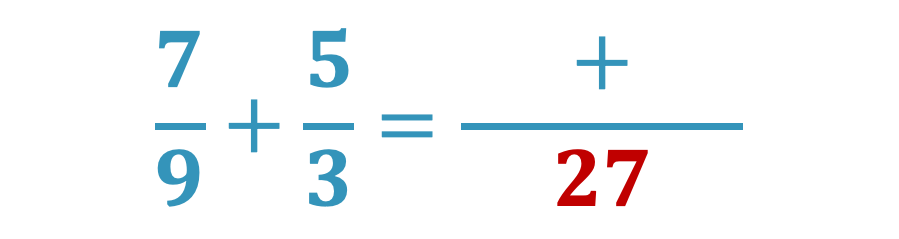 7/9 + 5/3 = +/27